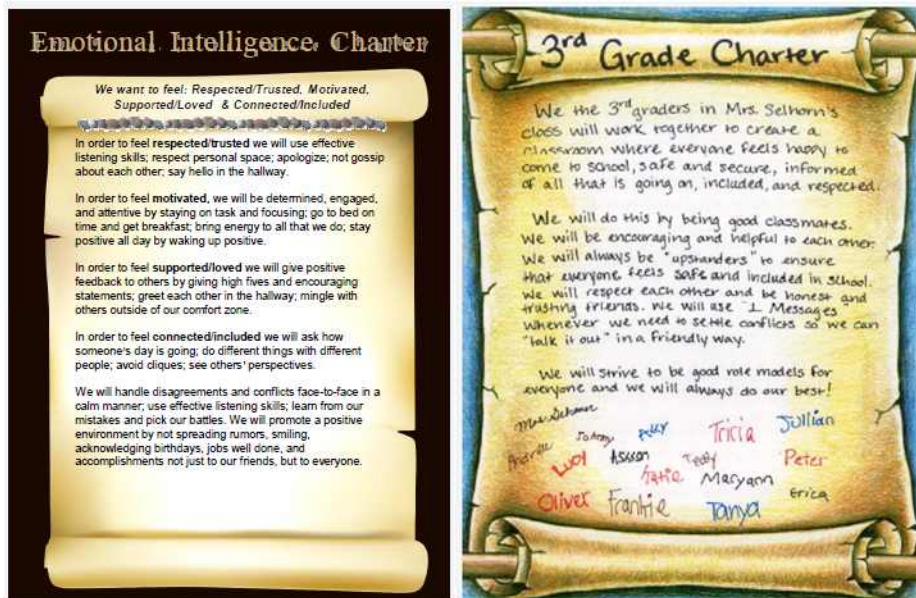 Emotional Intelligence Charter
We want to feel: Respected/Trusted, Motivated,
Supported/Loved & Connected/Included
In order to feel respected/trusted we will use effective
listening skills; respect personal space; apologize; not gossip
about each other; say hello in the hallway.
In order to feel motivated, we will be determined, engaged,
and attentive by staying on task and focusing; go to bed on
time and get breakfast; bring energy to all that we do; stay
positive all day by waking up positive.
In order to feel supported/loved we will give positive
feedback to others by giving high fives and encouraging
statements; greet each other in the hallway; mingle with
others outside of our comfort zone.
In order to feel connected/included we will ask how
someone's day is going; do different things with different
people; avoid cliques; see others' perspectives.
We will handle disagreements and conflicts face-to-face in a
calm manner; use effective listening skills; learn from our
mistakes and pick our battles. We will promote a positive
environment by not spreading rumors, smiling,
acknowledging birthdays, jobs well done, and
accomplishments not just to our friends, but to everyone.
3rd Grade Charter
We the 3rd graders in Mrs. Selhorn's
class will work together to create a
classroom where everyone feels happy to
come to school, safe and secure, informed
of all that is going on, included, and respected.
We will do this by being good classmates.
We will be encouraging and helpful to each other.
We will always be "upstanders" to ensure
that everyone feels safe and included in school.
We will respect each other and be honest and
trusting friends. We will use "I Messages
whenever we need to settle conflicts so we can
"talk it out" in a friendly way.
We will strive to be good role models for
everyone and we will always do our best!
Mrs. Tricia Jullian
Lucy Teddy Peter
Katie Maryann Erica
Oliver Frankie Tanya